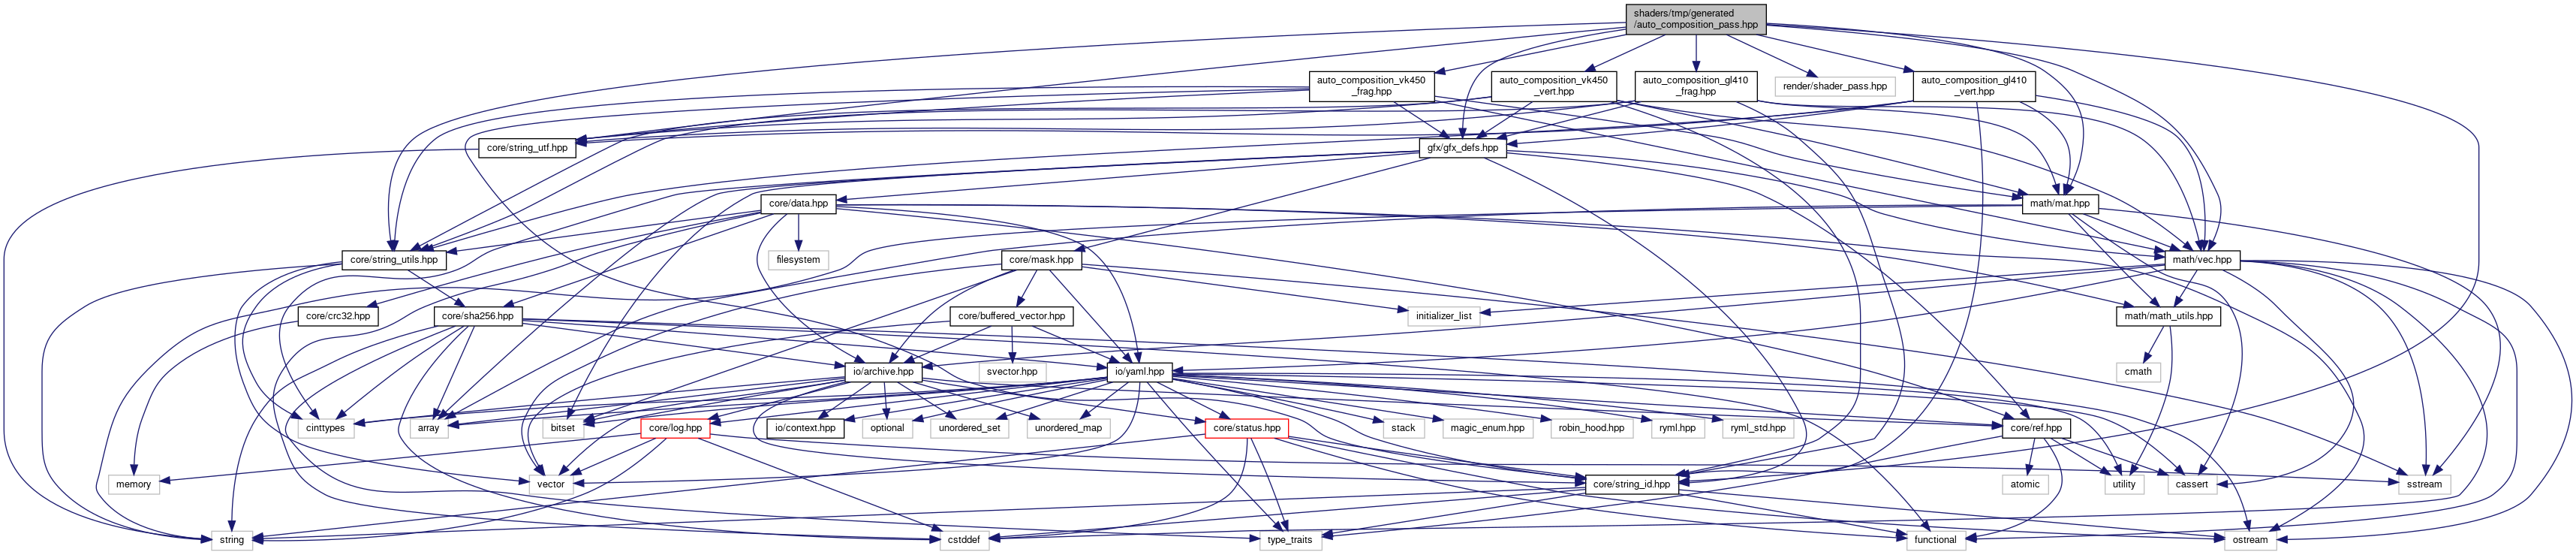 shaders/tmp/generated
/auto_composition_pass.hpp
auto_composition_vk450
_frag.hpp
auto_composition_vk450
_vert.hpp
auto_composition_gl410
_frag.hpp
render/shader_pass.hpp
auto_composition_gl410
_vert.hpp
core/string_utf.hpp
gfx/gfx_defs.hpp
core/data.hpp
math/mat.hpp
core/string_utils.hpp
filesystem
core/mask.hpp
math/vec.hpp
core/crc32.hpp
core/sha256.hpp
core/buffered_vector.hpp
initializer_list
math/math_utils.hpp
io/archive.hpp
svector.hpp
io/yaml.hpp
cmath
cinttypes
array
bitset
core/log.hpp
io/context.hpp
optional
unordered_set
unordered_map
core/status.hpp
stack
magic_enum.hpp
robin_hood.hpp
ryml.hpp
ryml_std.hpp
core/ref.hpp
memory
vector
core/string_id.hpp
atomic
utility
cassert
sstream
string
cstddef
type_traits
functional
ostream